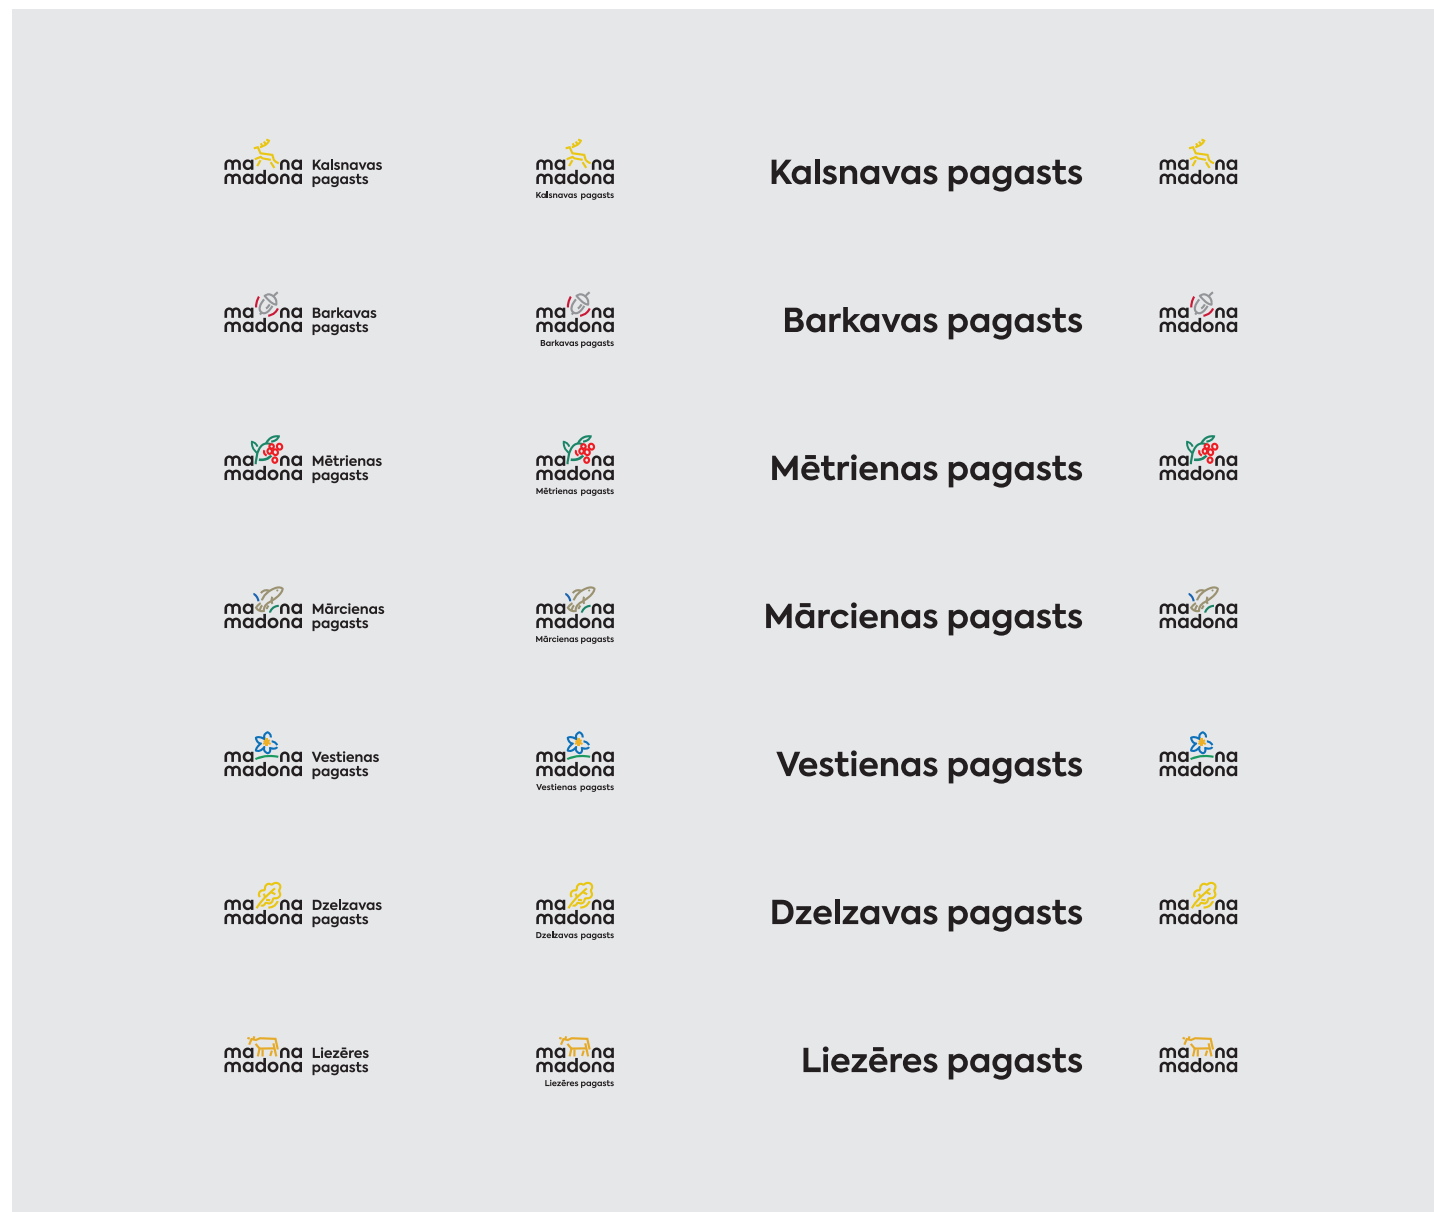 ma na
madona
Kalsnavas
pagasts
ma na
madona
Kalsnavas pagasts
Kalsnavas pagasts
ma na
madona
ma na
madona
Barkavas
pagasts
ma na
madona
Barkavas pagasts
Barkavas pagasts
ma na
madona
ma na
madona
Mētrienas
pagasts
ma na
madona
Mētrienas pagasts
Mētrienas pagasts
ma na
madona
ma na
madona
Mārcienas
pagasts
ma na
madona
Mārcienas pagasts
Mārcienas pagasts
ma na
madona
ma na
madona
Vestienas
pagasts
ma na
madona
Vestienas pagasts
Vestienas pagasts
ma na
madona
ma na
madona
Dzelzavas
pagasts
ma na
madona
Dzelzavas pagasts
Dzelzavas pagasts
ma na
madona
ma na
madona
Liezēres
pagasts
ma na
madona
Liezēres pagasts
Liezēres pagasts
ma na
madona